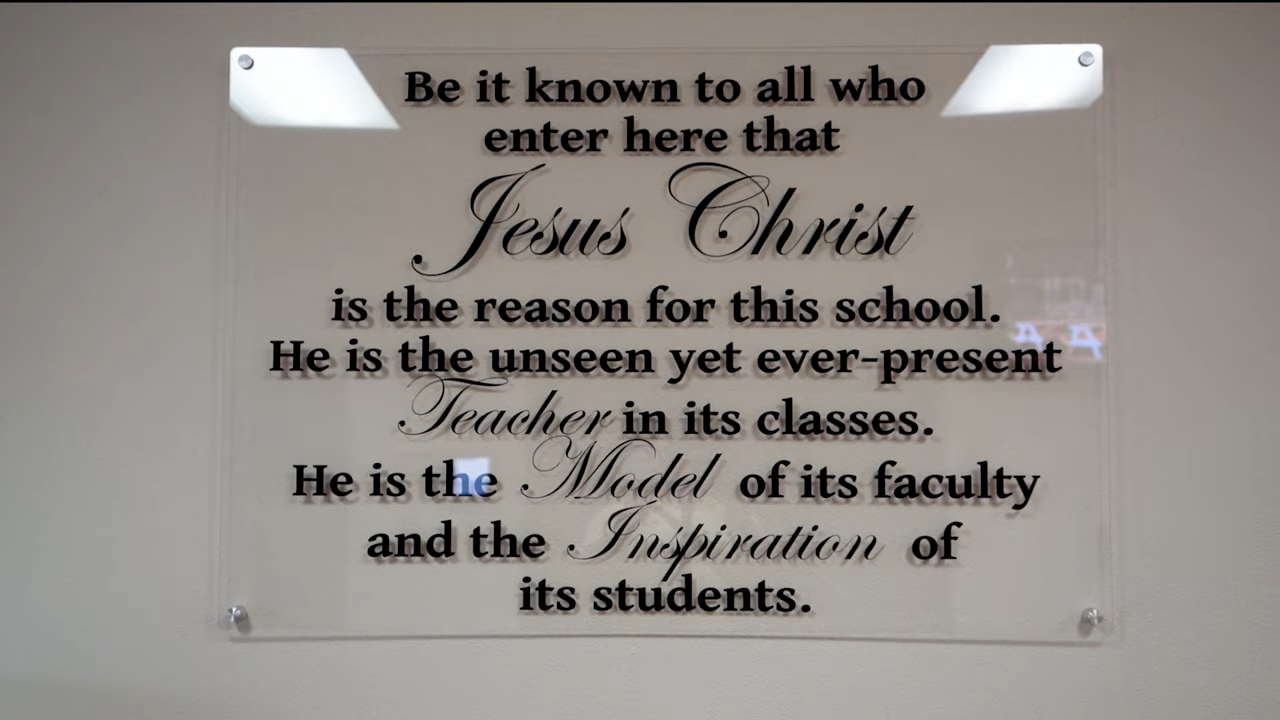 Be it known to all who
enter here that
Jesus Christ
is the reason for this school.
He is the unseen yet ever-present
Teacher in its classes.
He is the Model of its faculty
and the Inspiration of
its students.